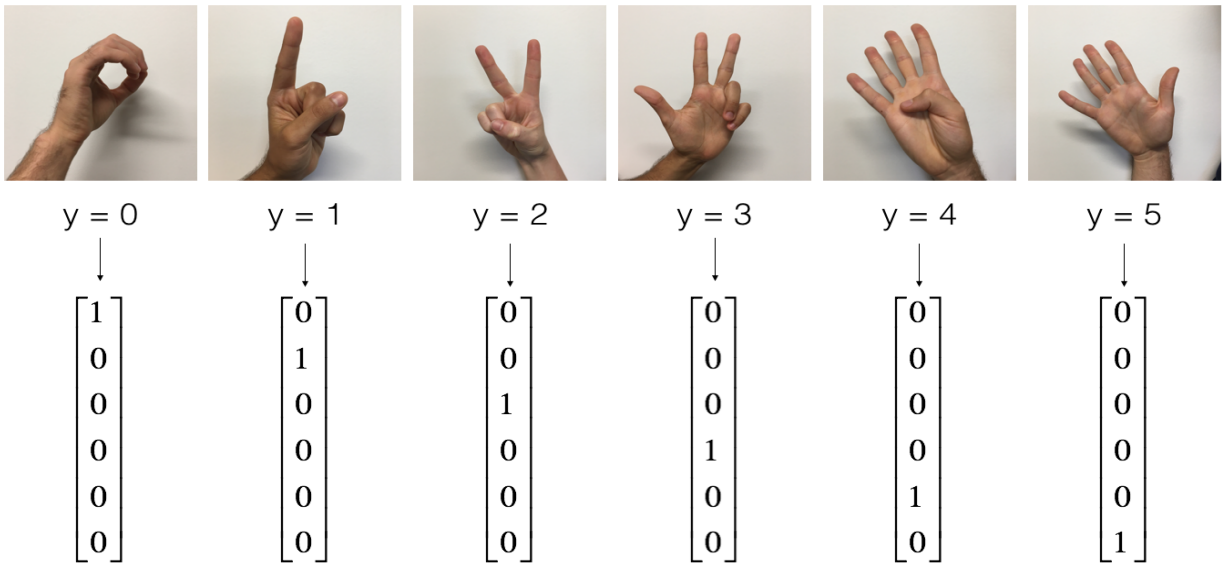 y = 0 y = 1 y = 2 y = 3 y = 4 y = 5
1 0 0 0 0 0
0 1 0 0 0 0
0 0 1 0 0 0
0 0 0 1 0 0
0 0 0 0 1 0
0 0 0 0 0 1